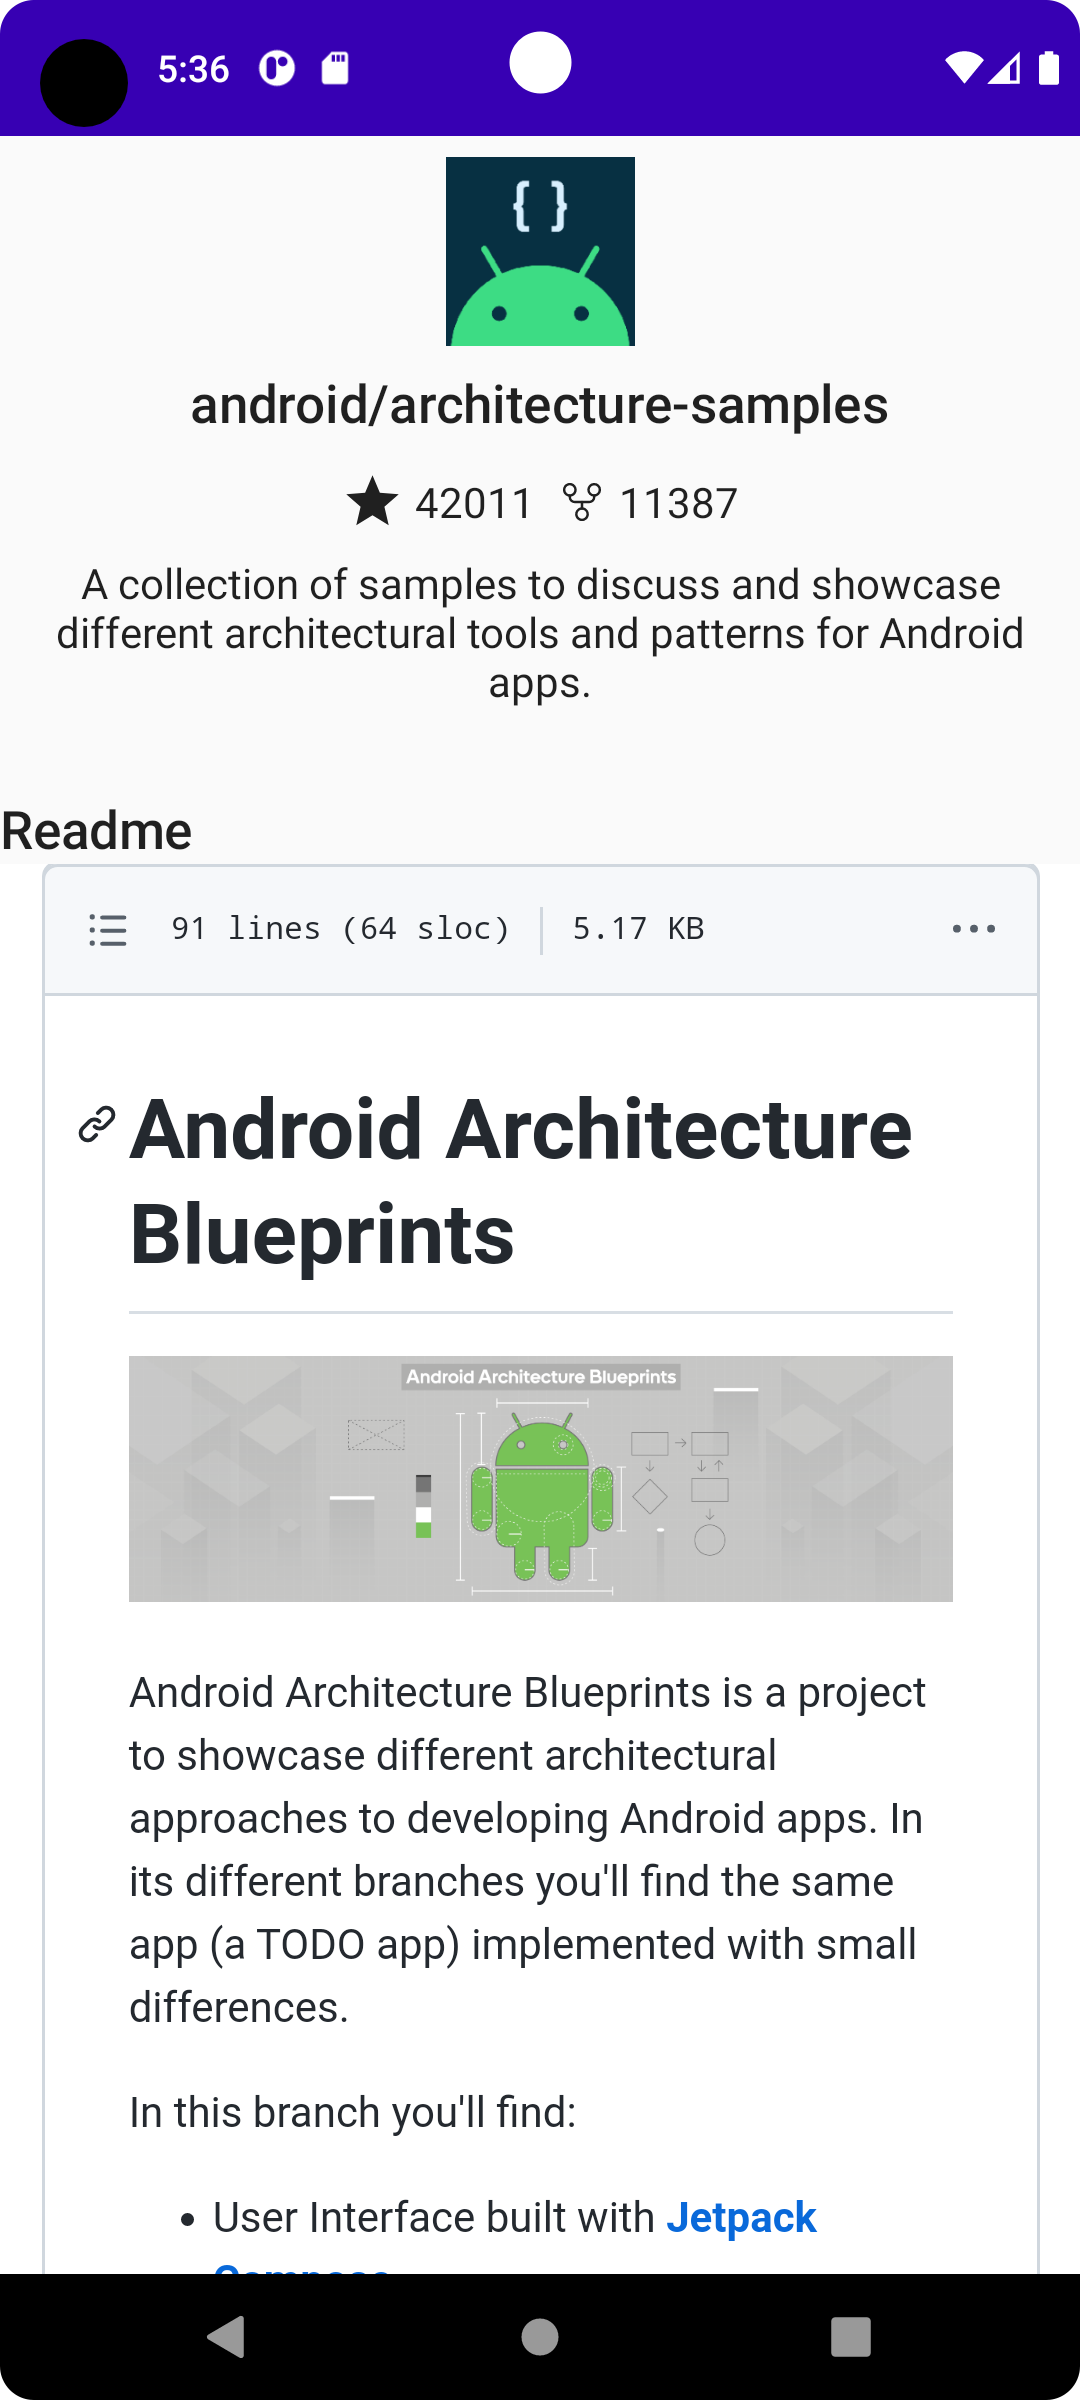 5:36
{ }
android/architecture-samples
42011 11387
A collection of samples to discuss and showcase
different architectural tools and patterns for Android
apps.
Readme
91 lines (64 sloc) 5.17 KB
Android Architecture
Blueprints
Android Architecture Blueprints
Android Architecture Blueprints is a project
to showcase different architectural
approaches to developing Android apps. In
its different branches you'll find the same
app (a TODO app) implemented with small
differences.
In this branch you'll find:
• User Interface built with Jetpack